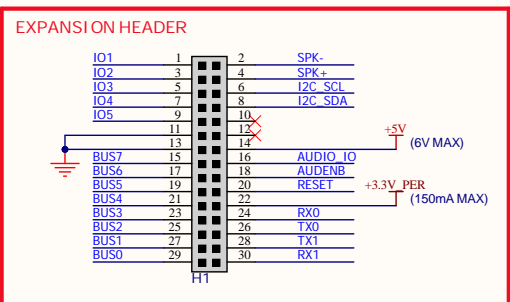 EXPANSION HEADER
IO1 1 2 SPK-
IO2 3 4 SPK+
IO3 5 6 I2C_SCL
IO4 7 8 I2C_SDA
IO5 9 10
11 12 +5V
13 14 (6V MAX)
BUS7 15 16 AUDIO_IO
BUS6 17 18 AUDENB
BUS5 19 20 RESET +3.3V_PER
BUS4 21 22 (150mA MAX)
BUS3 23 24 RX0
BUS2 25 26 TX0
BUS1 27 28 TX1
BUS0 29 30 RX1
H1